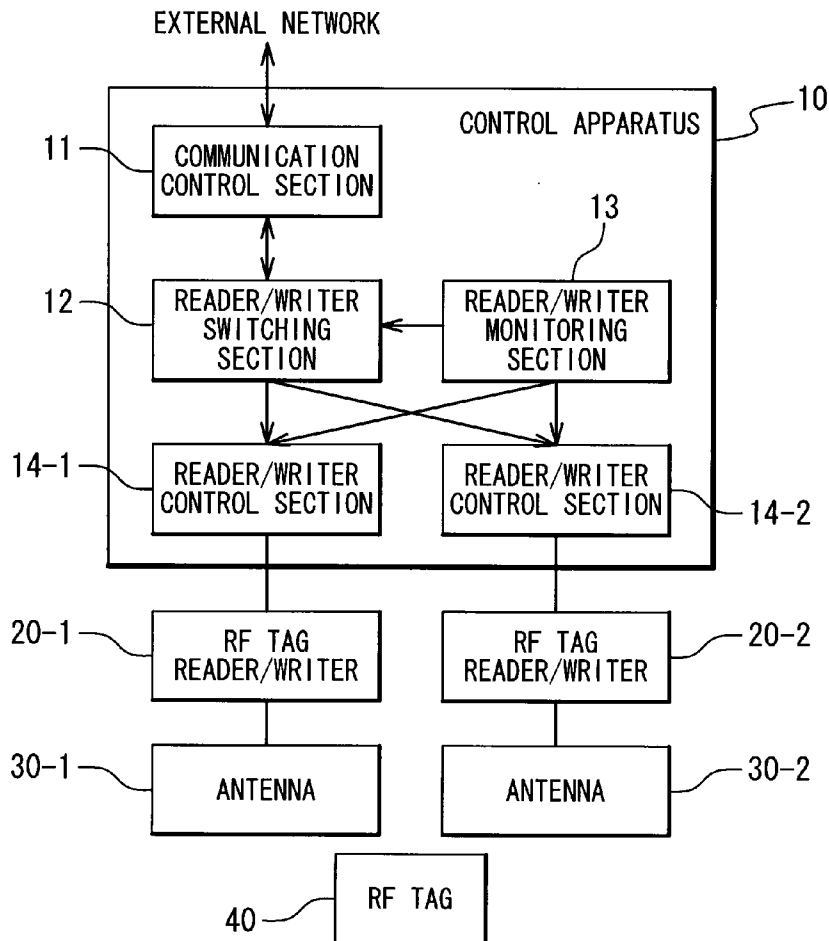 EXTERNAL NETWORK
10
CONTROL APPARATUS
11
COMMUNICATION
CONTROL SECTION
13
12
READER/WRITER
SWITCHING
SECTION
READER/WRITER
MONITORING
SECTION
14-1
READER/WRITER
CONTROL SECTION
READER/WRITER
CONTROL SECTION
14-2
20-1
RF TAG
READER/WRITER
RF TAG
READER/WRITER
20-2
30-1
ANTENNA
ANTENNA
30-2
40
RF TAG